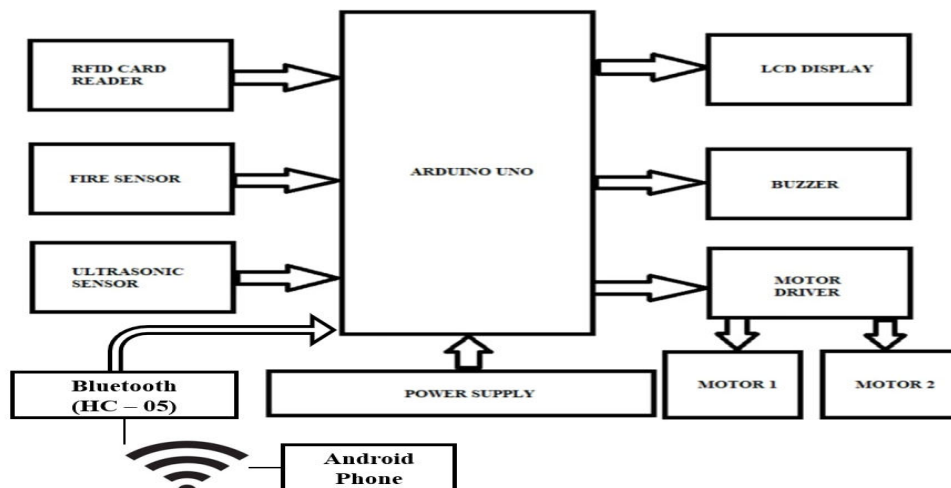 RFID CARD
READER
LCD DISPLAY
FIRE SENSOR
ARDUINO UNO
BUZZER
ULTRASONIC
SENSOR
MOTOR
DRIVER
Bluetooth
(HC – 05)
POWER SUPPLY
MOTOR 1
MOTOR 2
Android
Phone